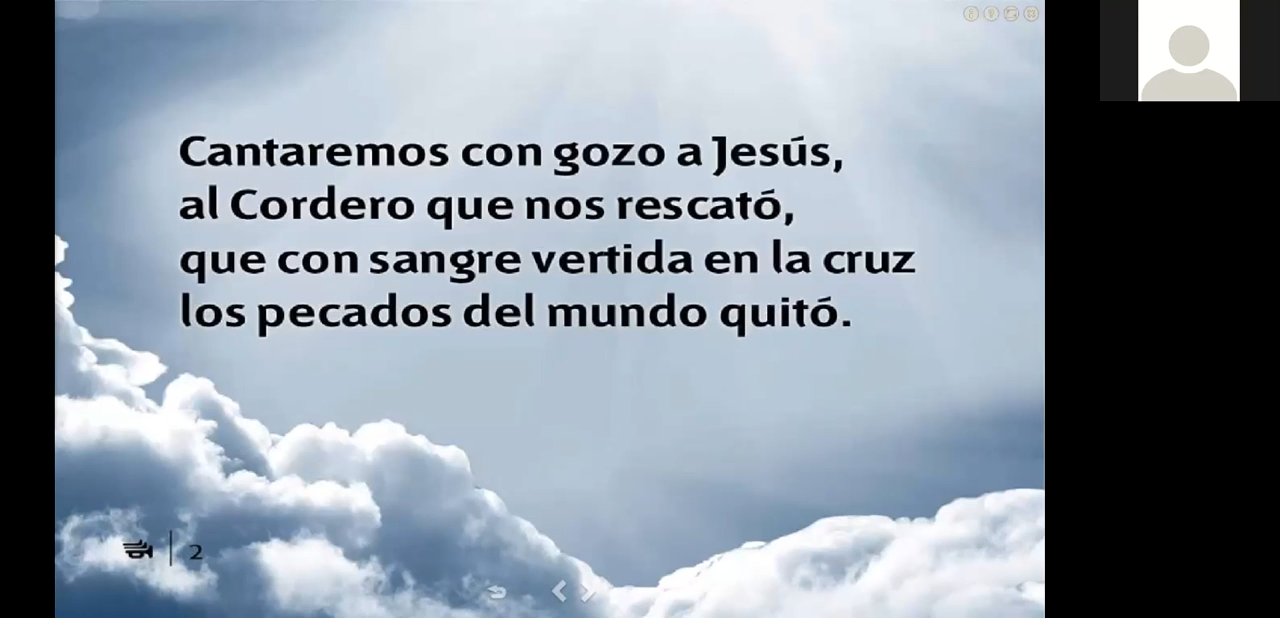 Cantaremos con gozo a Jesús,
al Cordero que nos rescató,
que con sangre vertida en la cruz
los pecados del mundo quitó.
2